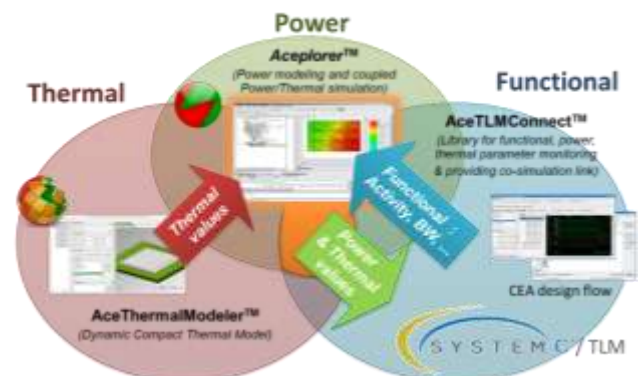 Power
Aceplorer™
(Power modeling and coupled
Power/Thermal simulation)
Thermal
Functional
AceTLMConnect™
(Library for functional, power,
thermal parameter monitoring
& providing co-simulation link)
Thermal
values
Functional :
Activity, BW, ...
Power
& Thermal
values
CEA design flow
AceThermalModeler™
(Dynamic Compact Thermal Model)
SYSTEMC / TLM